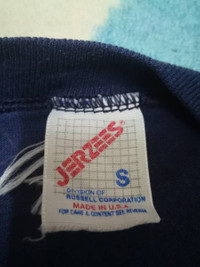 JERZEES®
S
DIVISION OF
RUSSELL CORPORATION
MADE IN U.S.A
FOR CARE & CONTENT SEE REVERSE